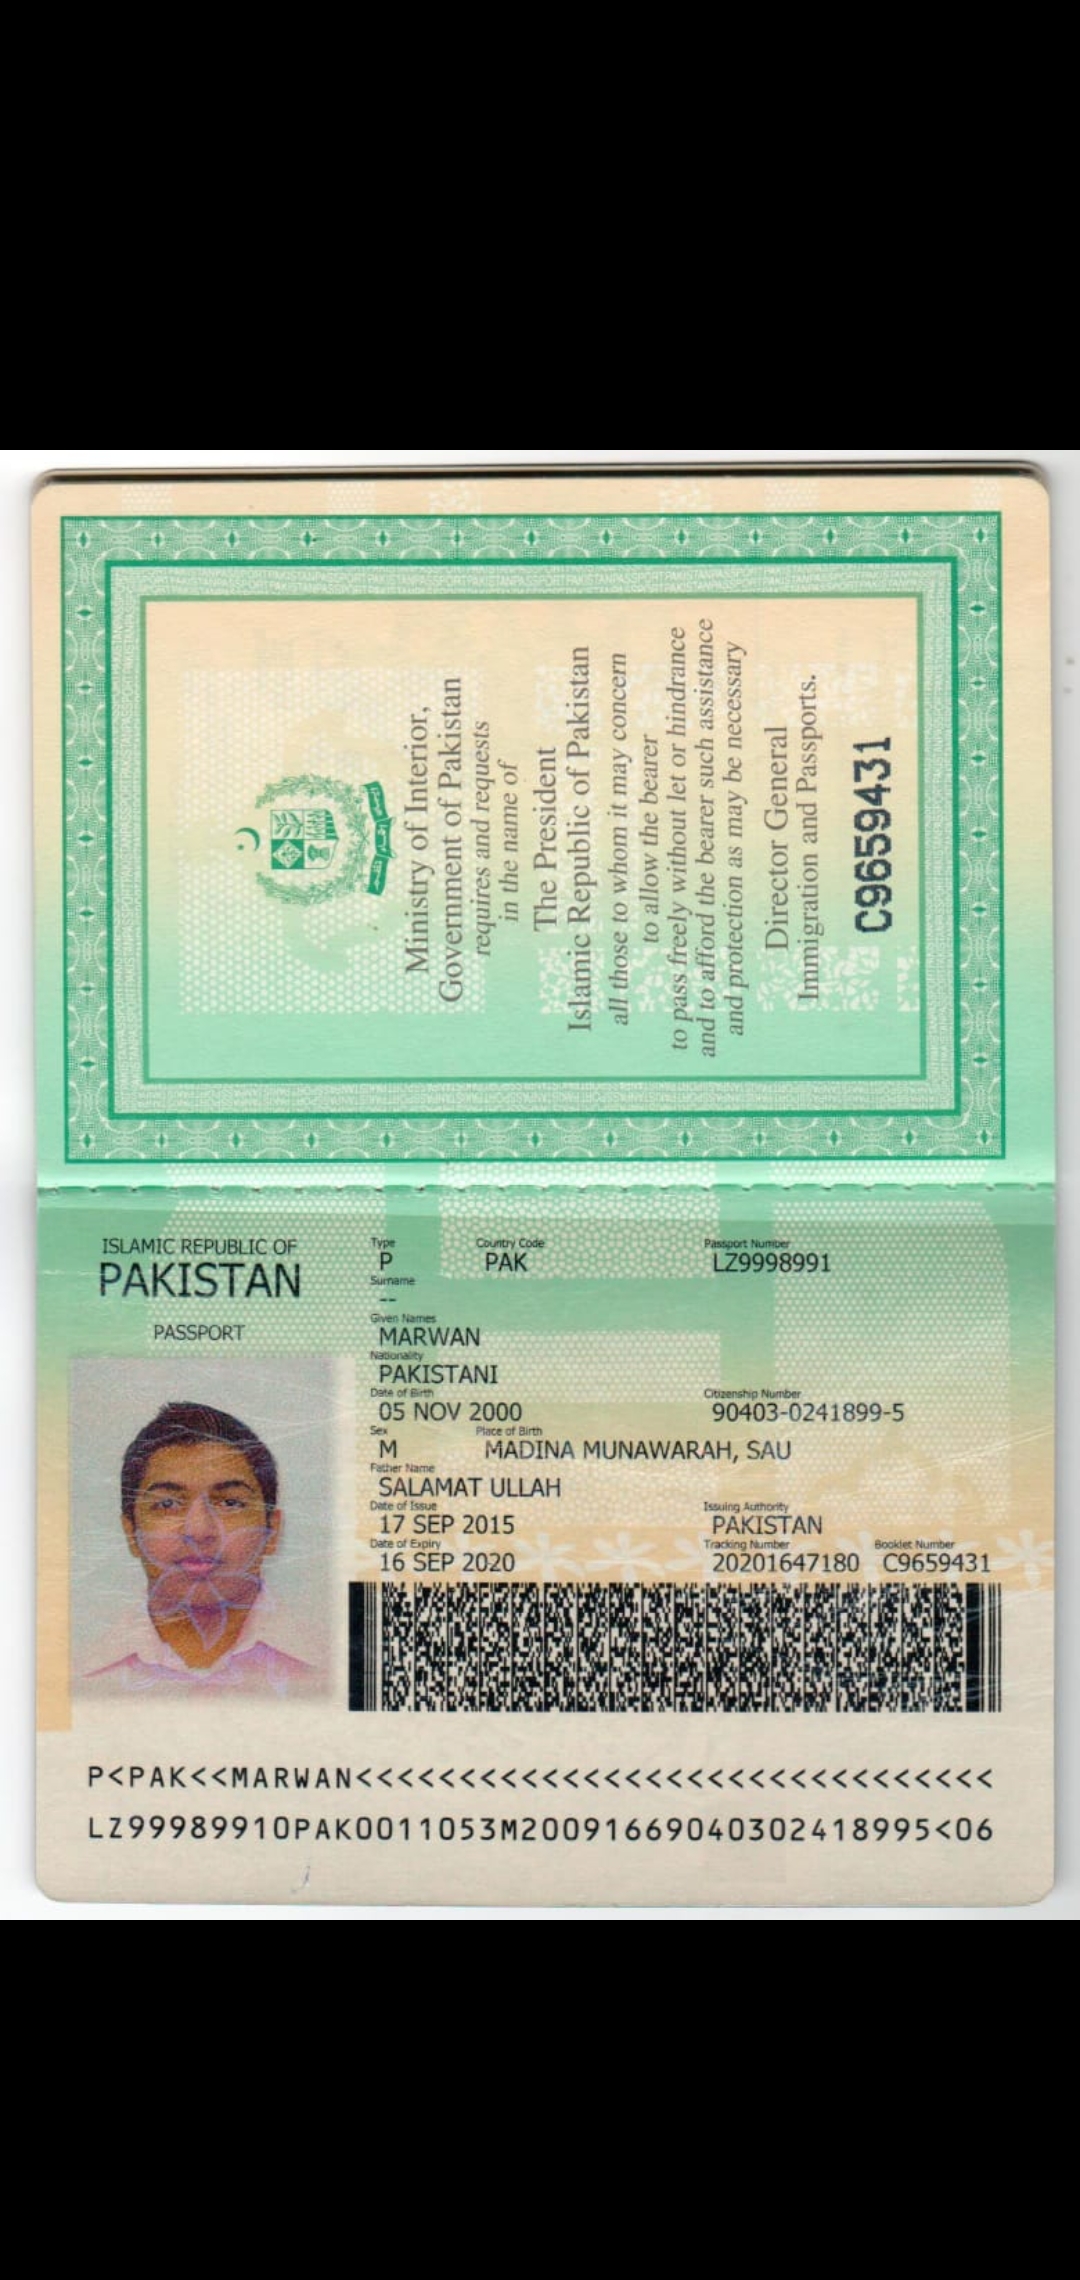 Ministry of Interior,
Government of Pakistan
requires and requests
in the name of
The President
Islamic Republic of Pakistan
all those to whom it may concern
to allow the bearer
to pass freely without let or hindrance
and to afford the bearer such assistance
and protection as may be necessary
Director General
Immigration and Passports.
C9659431
ISLAMIC REPUBLIC OF
PAKISTAN
PASSPORT
Type Country Code Passport Number
P PAK LZ9998991
Surname
--
Given Names
MARWAN
Nationality
PAKISTANI
Date of Birth Citizenship Number
05 NOV 2000 90403-0241899-5
Sex Place of Birth
M MADINA MUNAWARAH, SAU
Father Name
SALAMAT ULLAH
Date of Issue Issuing Authority
17 SEP 2015 PAKISTAN
Date of Expiry Tracking Number Booklet Number
16 SEP 2020 20201647180 C9659431
P<PAK<<MARWAN<<<<<<<<<<<<<<<<<<<<<<<<<<<<<<<
LZ99989910PAK0011053M20091669040302418995<06